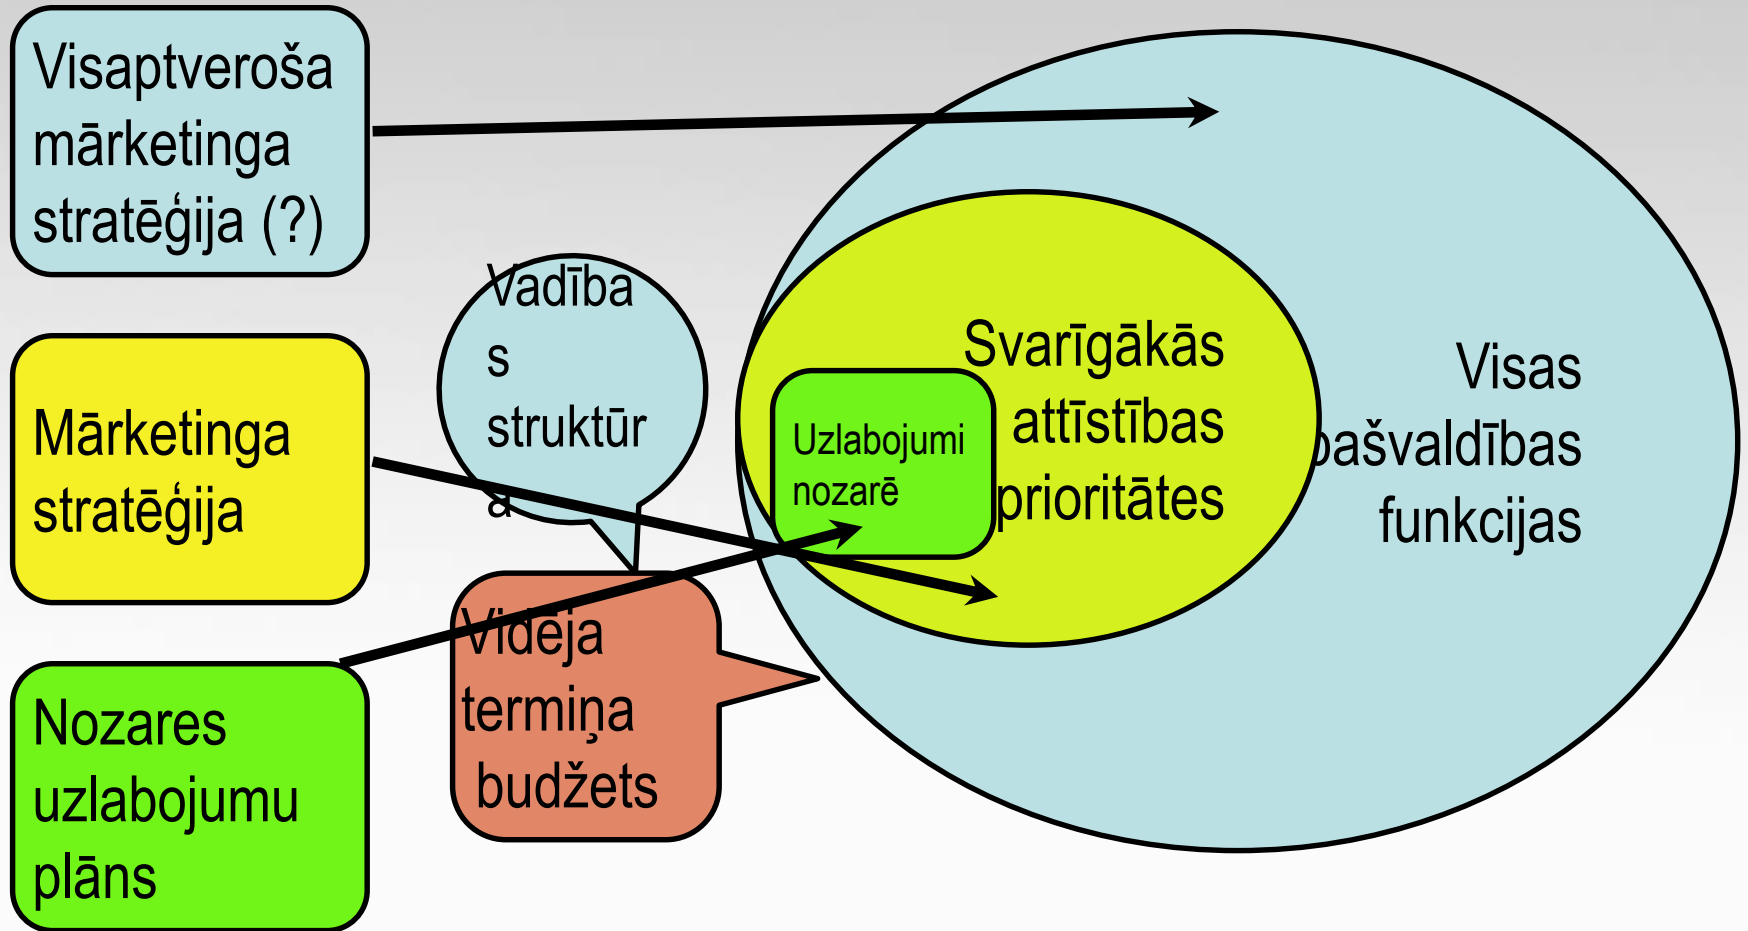 Visaptveroša
mārketinga
stratēģija (?)
Mārketinga
stratēģija
Nozares
uzlabojumu
plāns
Vadība
s
struktūr
a
Vidēja
termiņa
budžets
Uzlabojumi
nozarē
Svarīgākās
attīstības
prioritātes
Visas
pašvaldības
funkcijas